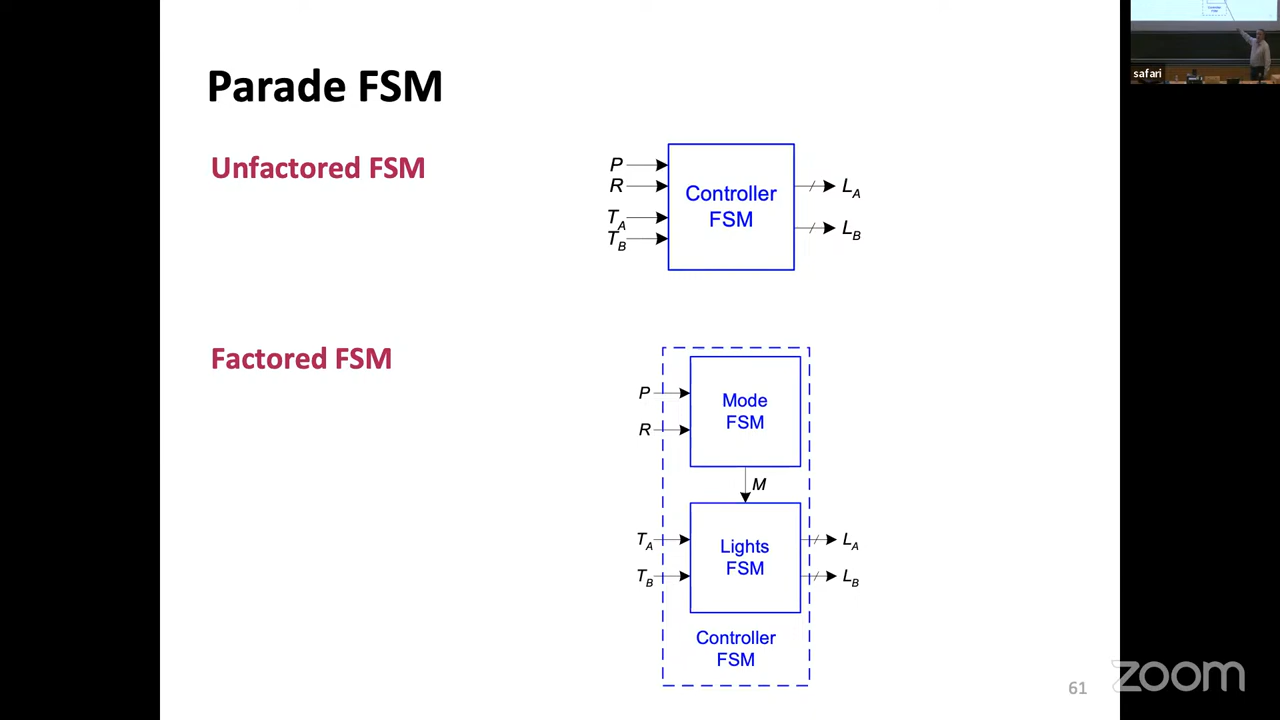 Parade FSM
Unfactored FSM
P
R
T_A
T_B
Controller
FSM
L_A
L_B
Factored FSM
P
R
Mode
FSM
M
T_A
T_B
Lights
FSM
L_A
L_B
Controller
FSM
61
zoom
safari